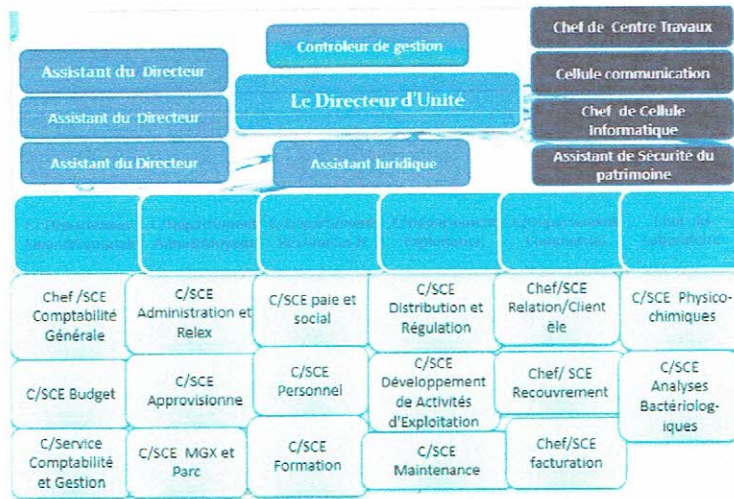 Contrôleur de gestion
Le Directeur d'Unité
Assistant Juridique
Assistant du Directeur
Assistant du Directeur
Assistant du Directeur
Chef de Centre Travaux
Cellule communication
Chef de Cellule
Informatique
Assistant de Sécurité du
patrimoine
Chef /SCE
Comptabilité
Générale
C/SCE Budget
C/Service
Comptabilité
et Gestion
C/SCE
Administration et
Relex
C/SCE
Approvisionne
C/SCE MGX et
Parc
C/SCE paie et
social
C/SCE
Personnel
C/SCE
Formation
C/SCE
Distribution et
Régulation
C/SCE
Développement
de Activités
d'Exploitation
C/SCE
Maintenance
Chef/SCE
Relation/Client
èle
Chef/ SCE
Recouvrement
Chef/SCE
facturation
C/SCE Physico-
chimiques
C/SCE
Analyses
Bactériolog-
iques